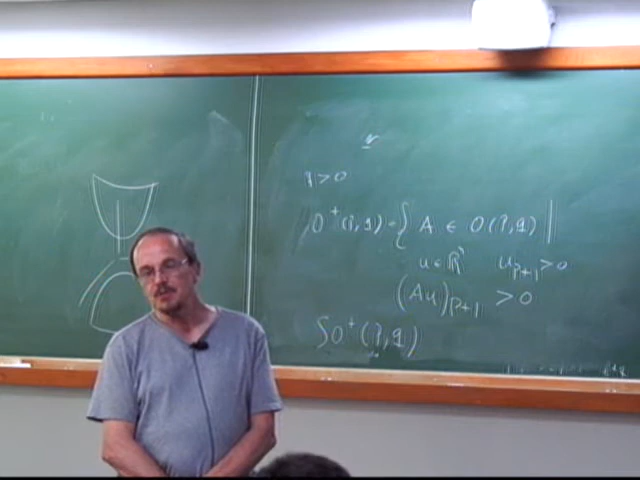 q > 0
O⁺(p,q) = { A ∈ O(p,q) |
u ∈ ℝⁿ u_{p+1} > 0
(Au)_{p+1} > 0
SO⁺(p,q)